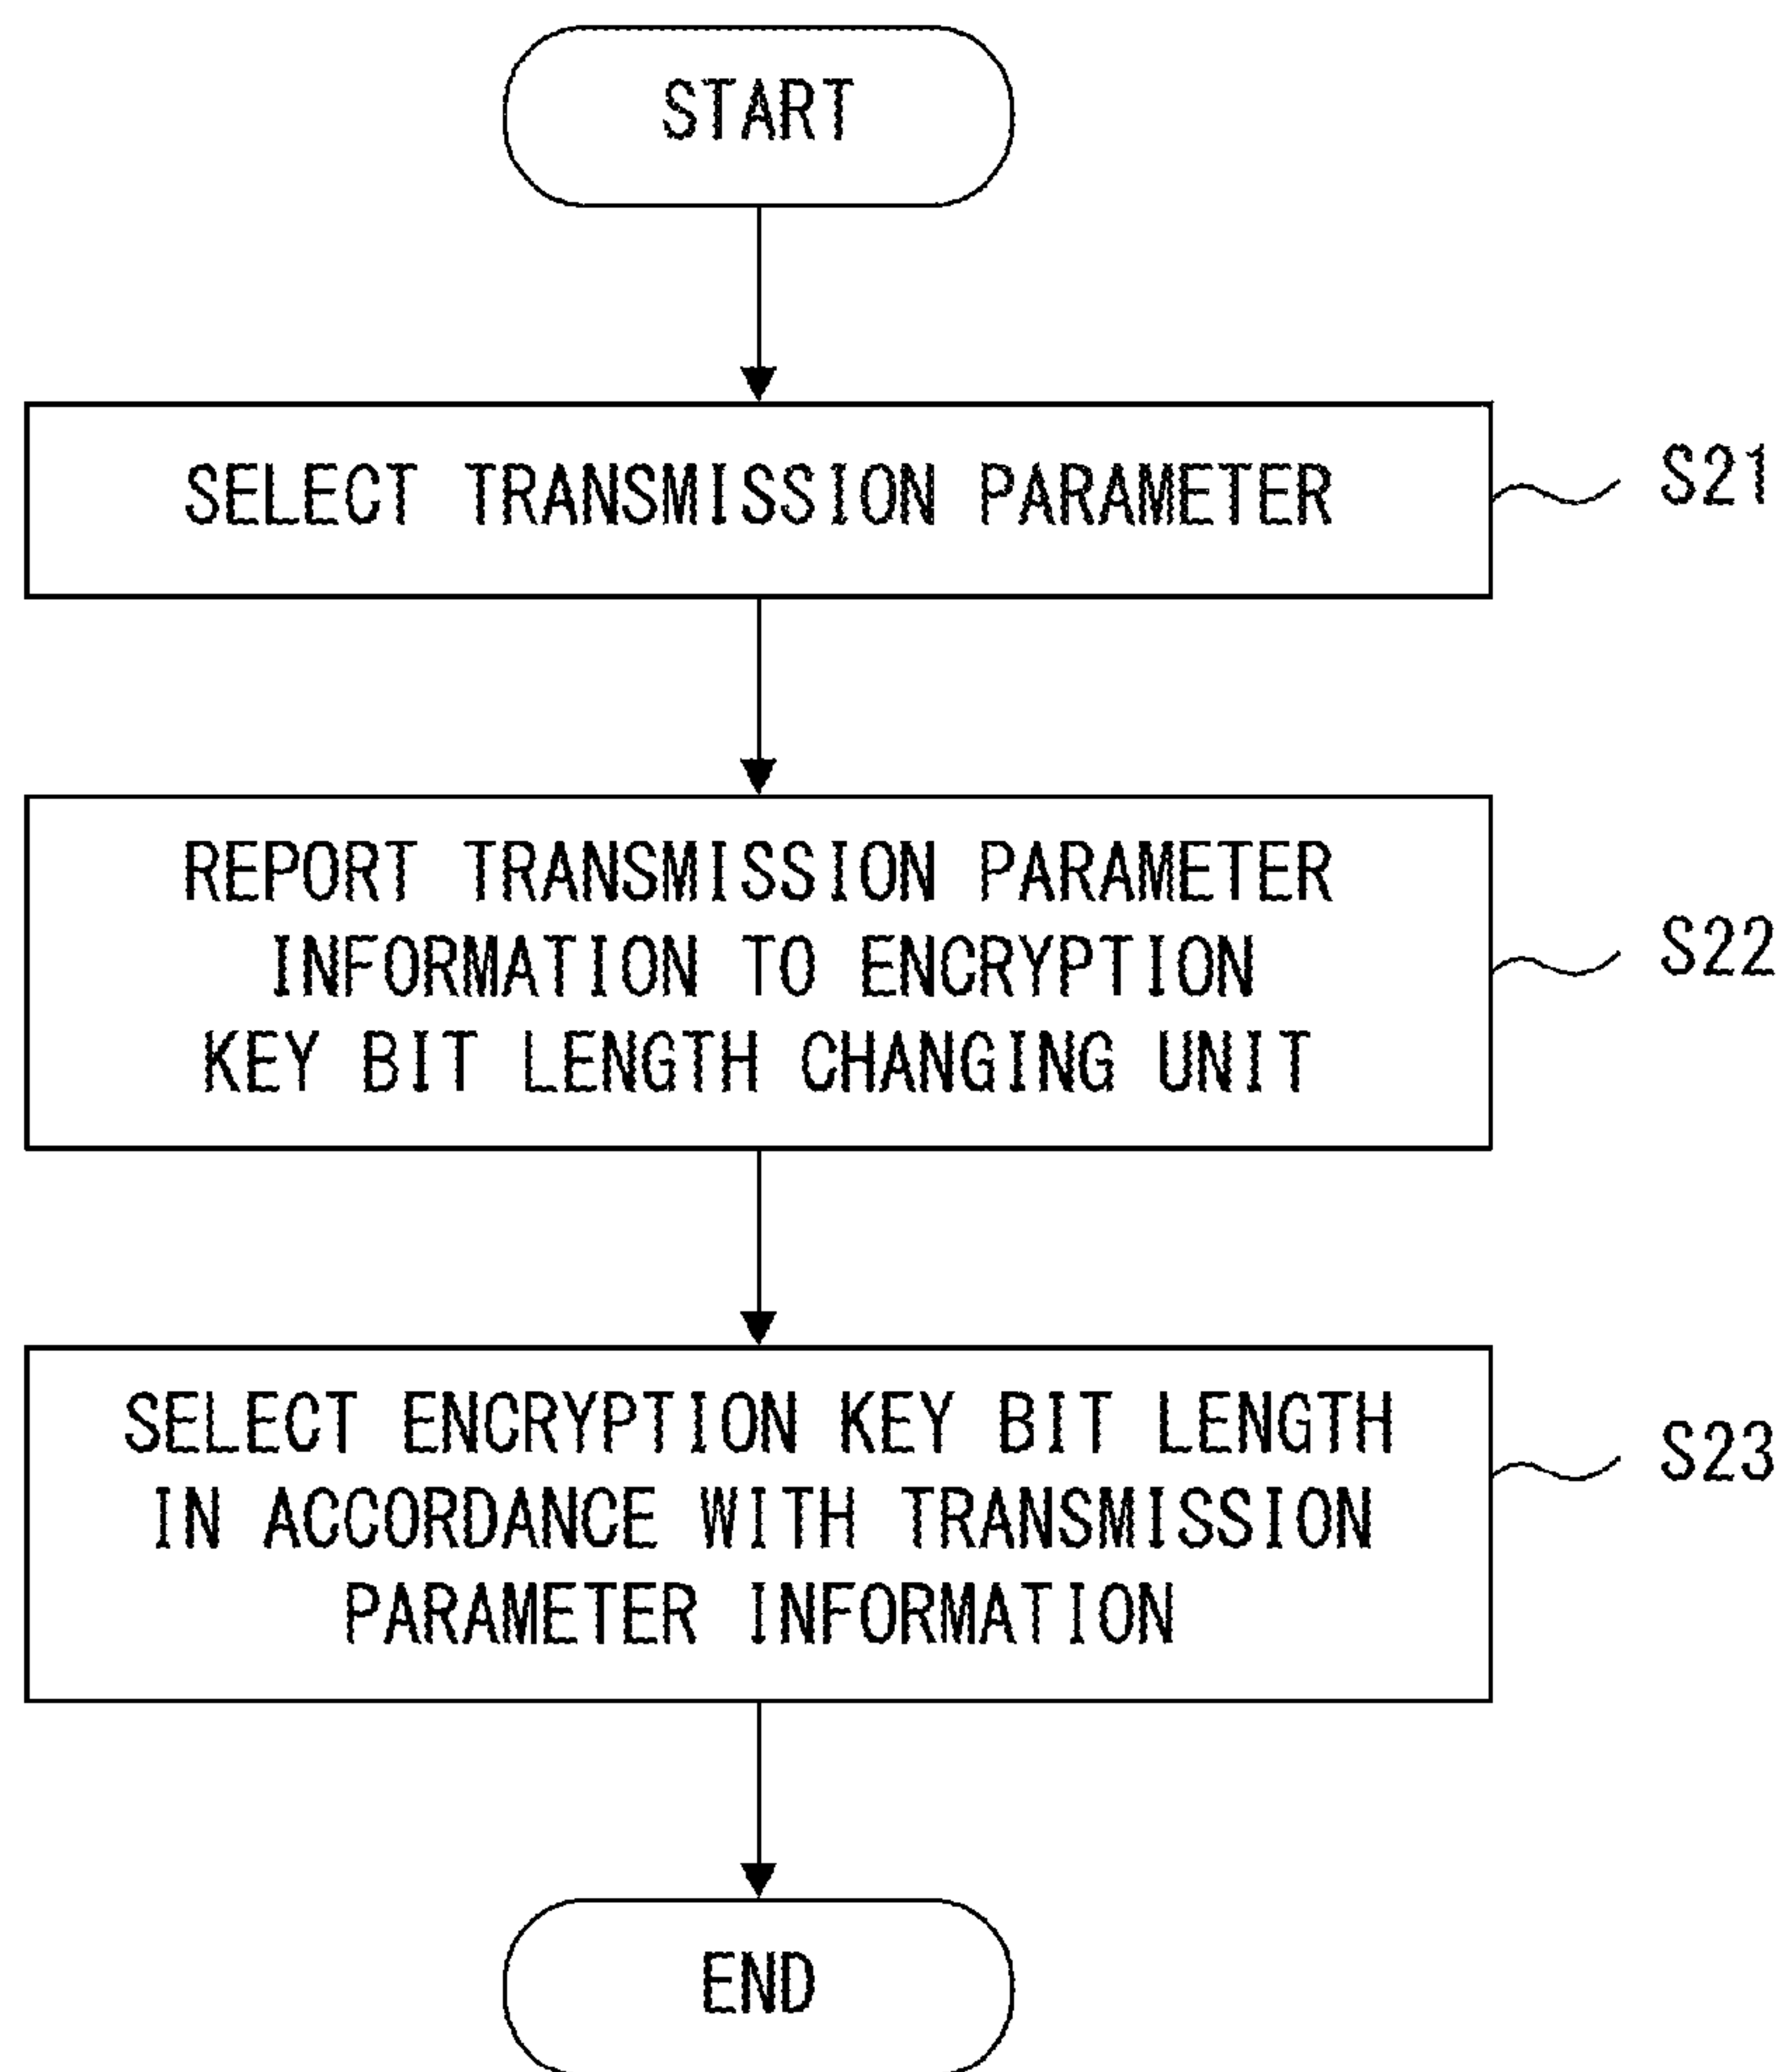 START
SELECT TRANSMISSION PARAMETER
S21
REPORT TRANSMISSION PARAMETER
INFORMATION TO ENCRYPTION
KEY BIT LENGTH CHANGING UNIT
S22
SELECT ENCRYPTION KEY BIT LENGTH
IN ACCORDANCE WITH TRANSMISSION
PARAMETER INFORMATION
S23
END